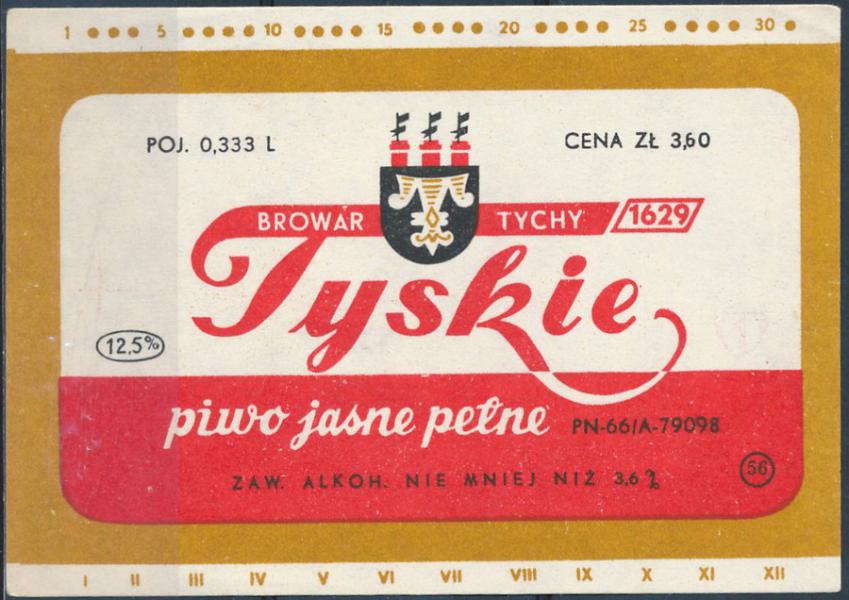 1 5 10 15 20 25 30
POJ. 0,333 L
CENA ZŁ 3,60
BROWAR TYCHY 1629
Tyskie
12,5%
piwo jasne pełne
PN-66/A-79098
ZAW. ALKOH. NIE MNIEJ NIŻ 3,6%
56
I II III IV V VI VII VIII IX X XI XII